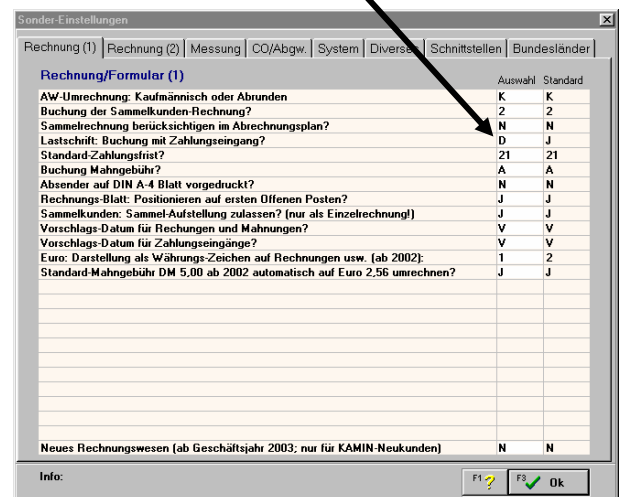 Sonder-Einstellungen
Rechnung (1) Rechnung (2) Messung CO/Abgw. System Diverses Schnittstellen Bundesländer
Rechnung/Formular (1) Auswahl Standard
AW-Umrechnung: Kaufmännisch oder Abrunden K K
Buchung der Sammelkunden-Rechnung? 2 2
Sammelrechnung berücksichtigen im Abrechnungsplan? N N
Lastschrift: Buchung mit Zahlungseingang? D J
Standard-Zahlungsfrist? 21 21
Buchung Mahngebühr? A A
Absender auf DIN A-4 Blatt vorgedruckt? N N
Rechnungs-Blatt: Positionieren auf ersten Offenen Posten? J J
Sammelkunden: Sammel-Aufstellung zulassen? (nur als Einzelrechnung!) J J
Vorschlags-Datum für Rechungen und Mahnungen? V V
Vorschlags-Datum für Zahlungseingänge? V V
Euro: Darstellung als Währungs-Zeichen auf Rechnungen usw. (ab 2002): 1 2
Standard-Mahngebühr DM 5,00 ab 2002 automatisch auf Euro 2,56 umrechnen? J J
Neues Rechnungswesen (ab Geschäftsjahr 2003; nur für KAMIN-Neukunden) N N
Info: F1 ? F3 Ok